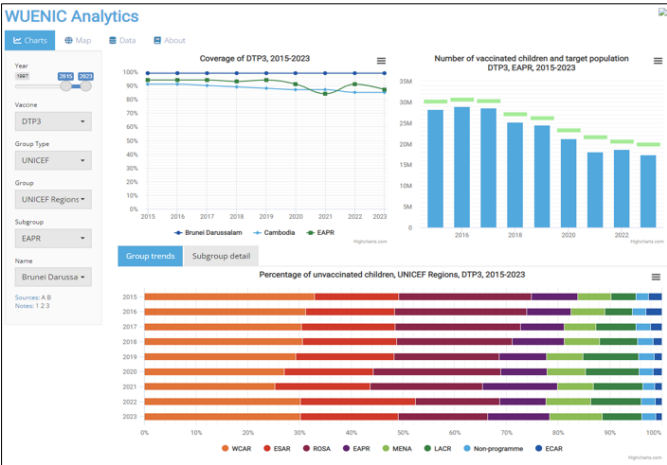 WUENIC Analytics
Charts
Map
Data
About
Year
1997
2015
2023
Vaccine
DTP3
Group Type
UNICEF
Group
UNICEF Regions
Subgroup
EAPR
Name
Brunei Darussa
Sources: A B
Notes: 1 2 3
Coverage of DTP3, 2015-2023
100%
90%
80%
70%
60%
50%
40%
30%
20%
10%
0%
2015 2016 2017 2018 2019 2020 2021 2022 2023
Brunei Darussalam Cambodia EAPR
Highcharts.com
Number of vaccinated children and target population
DTP3, EAPR, 2015-2023
35M
30M
25M
20M
15M
10M
5M
0
2016 2018 2020 2022
Highcharts.com
Group trends
Subgroup detail
Percentage of unvaccinated children, UNICEF Regions, DTP3, 2015-2023
2015
2016
2017
2018
2019
2020
2021
2022
2023
0% 10% 20% 30% 40% 50% 60% 70% 80% 90% 100%
WCAR ESAR ROSA EAPR MENA LACR Non-programme ECAR
Highcharts.com